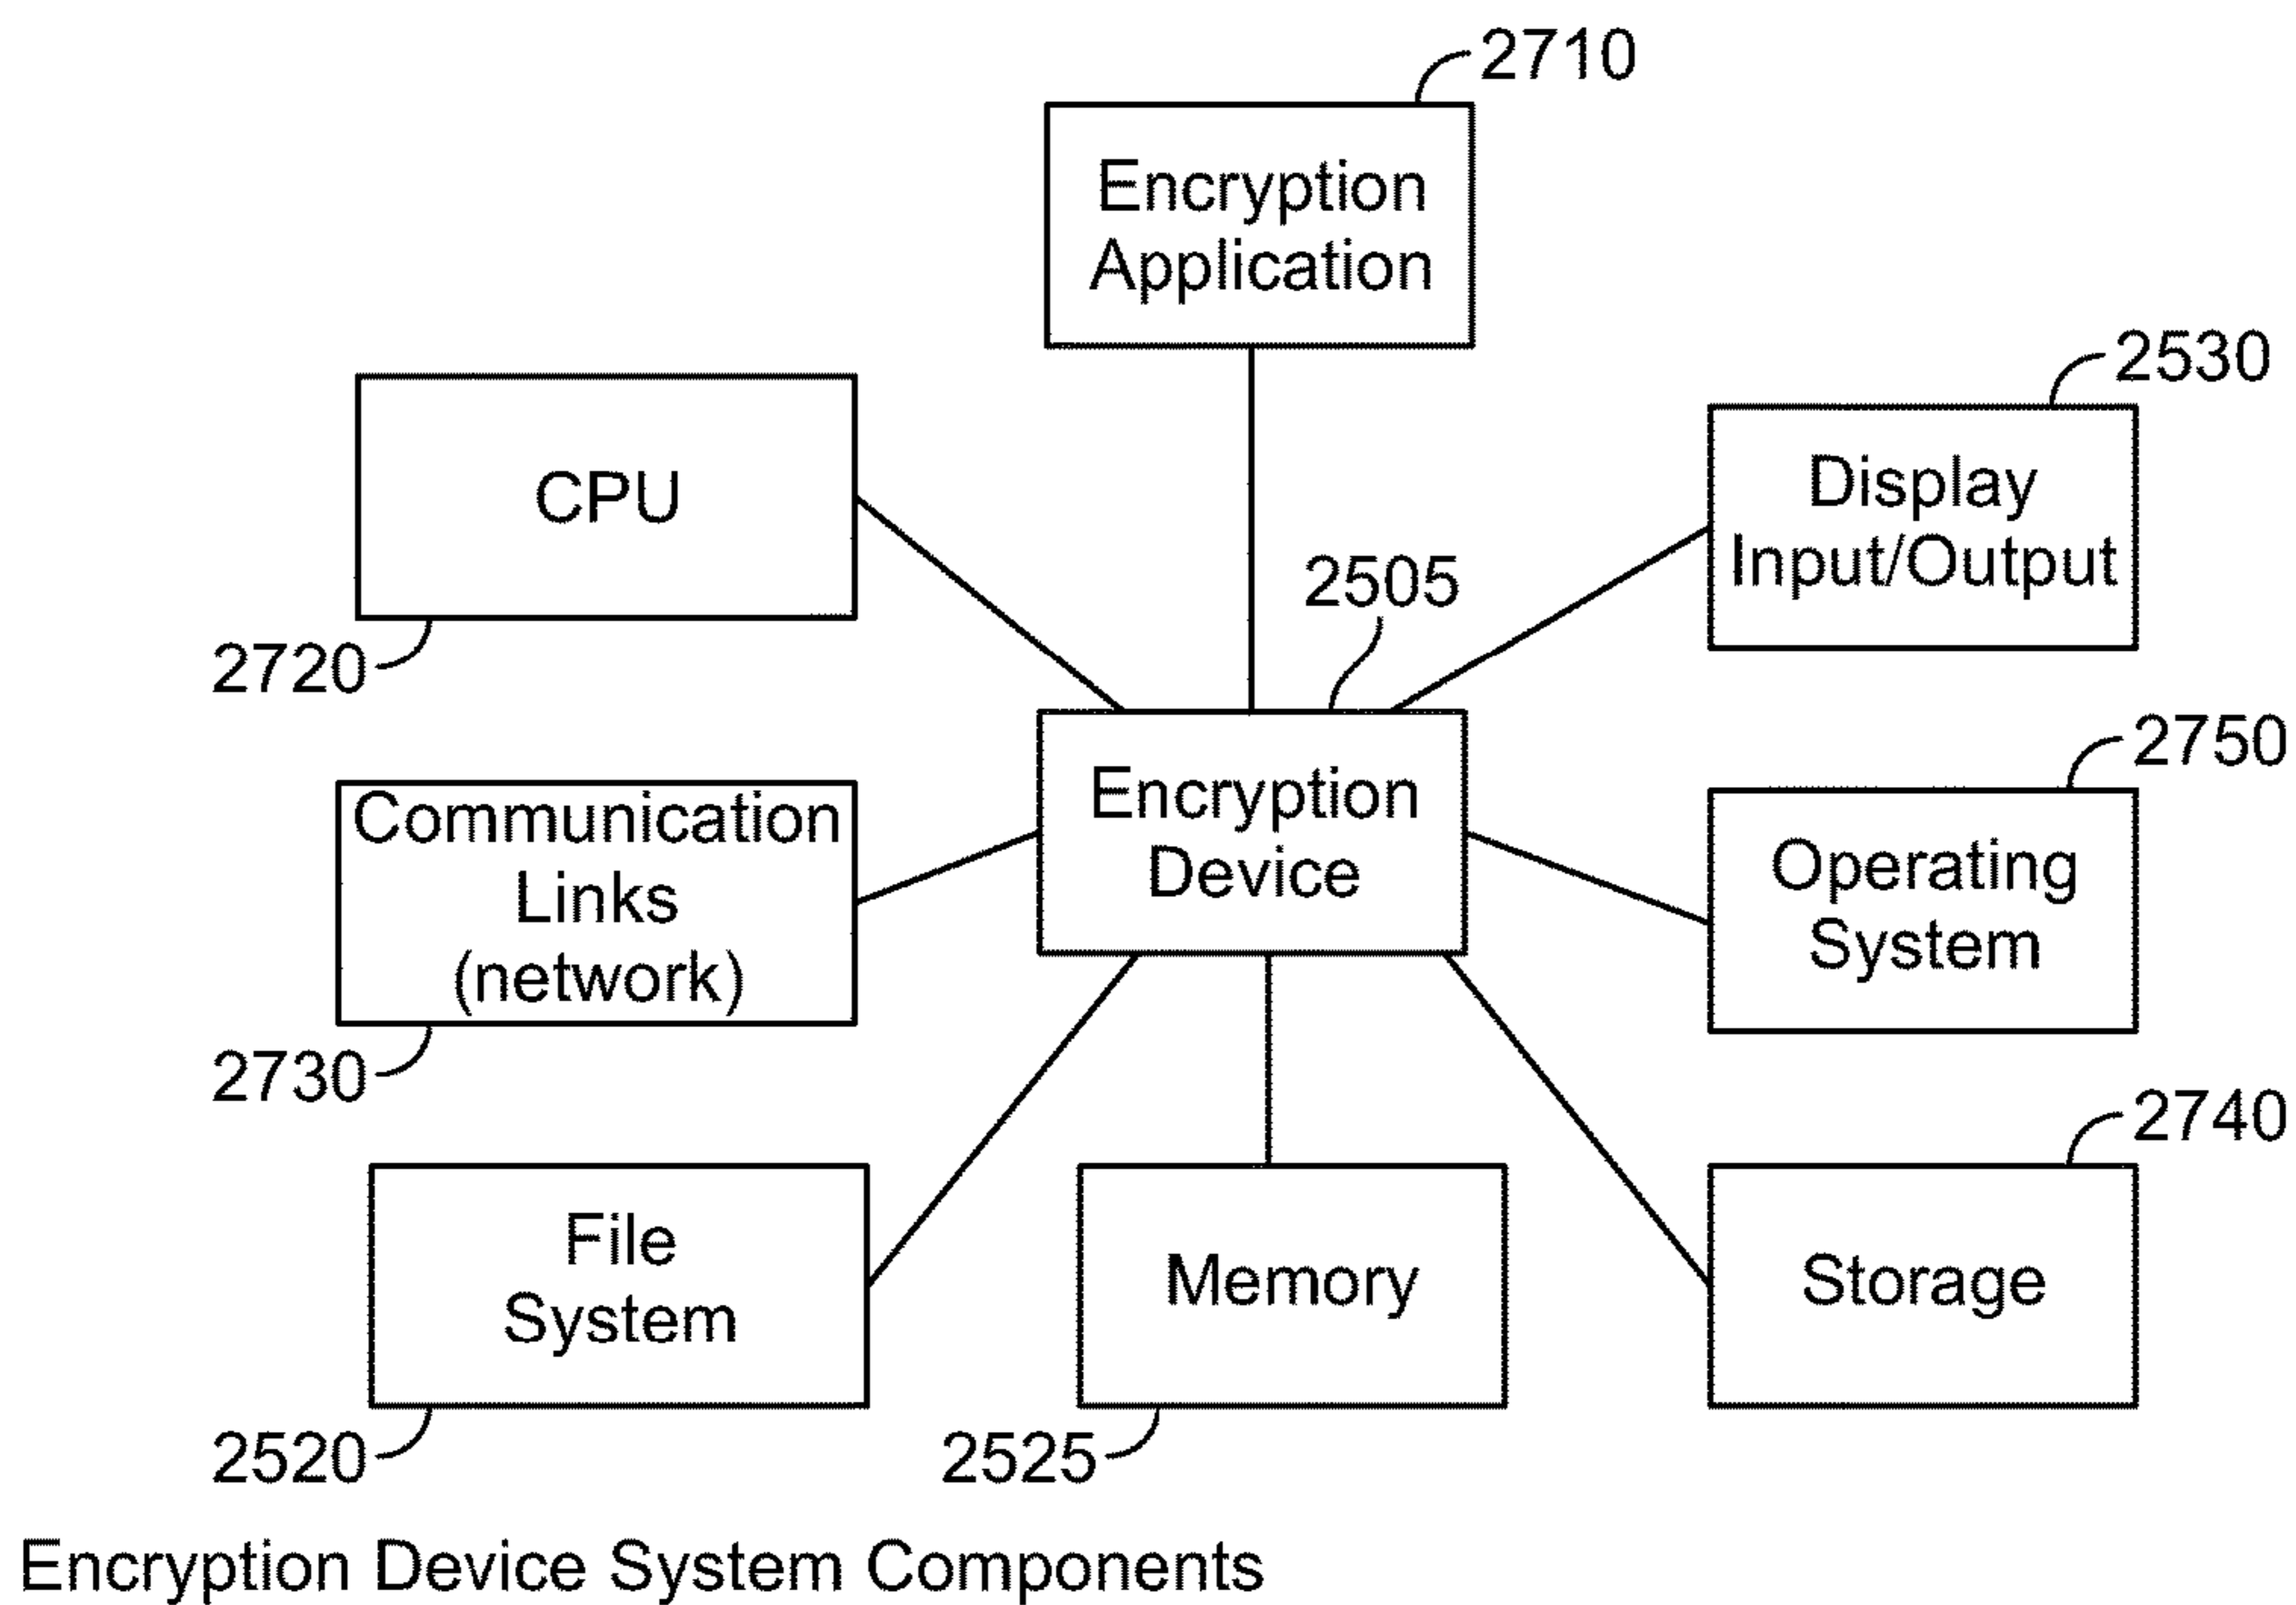 2710
Encryption
Application
2530
CPU
Display
Input/Output
2505
2720
2750
Communication
Links
(network)
Encryption
Device
Operating
System
2730
2740
File
System
Memory
Storage
2520
2525
Encryption Device System Components